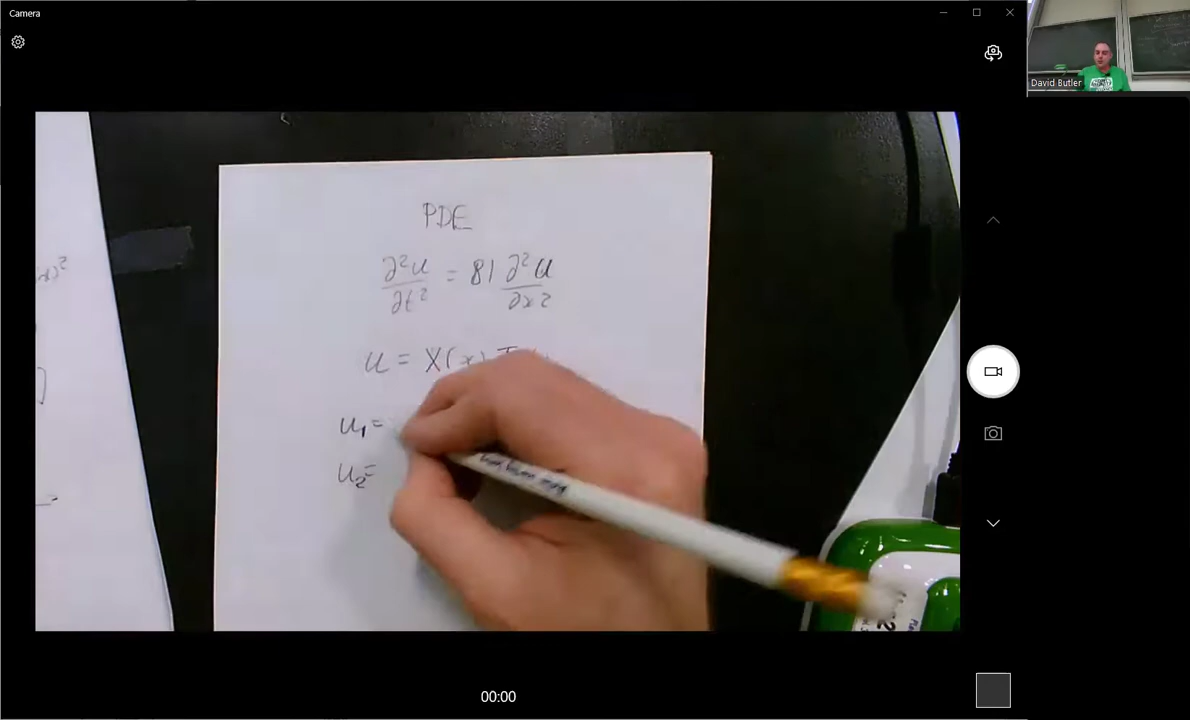 Camera
David Butler
PDE
∂²u/∂t² = 81 ∂²u/∂x²
u = X(x)
u₁ =
u₂ =
00:00